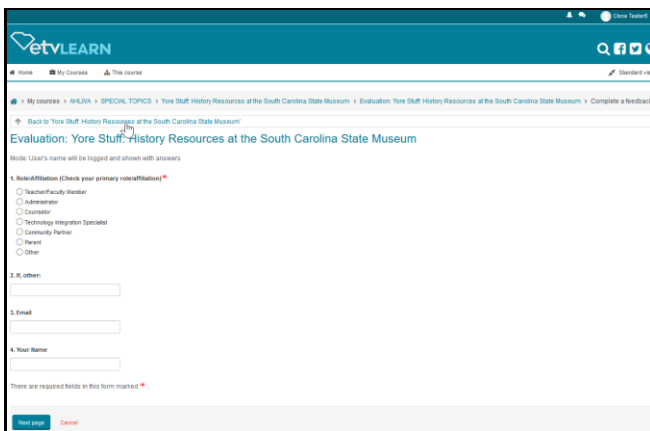 Clone Tester6
etvLEARN
Home My Courses This course Standard vie
My courses > AHLWA > SPECIAL TOPICS > Yore Stuff: History Resources at the South Carolina State Museum > Evaluation: Yore Stuff: History Resources at the South Carolina State Museum > Complete a feedback
Back to 'Yore Stuff: History Resources at the South Carolina State Museum'
Evaluation: Yore Stuff: History Resources at the South Carolina State Museum
Mode: User's name will be logged and shown with answers
1. Role/Affiliation (Check your primary role/affiliation) *
Teacher/Faculty Member
Administrator
Counselor
Technology Integration Specialist
Community Partner
Parent
Other
2. If, other:
3. Email
4. Your Name
There are required fields in this form marked *.
Next page Cancel